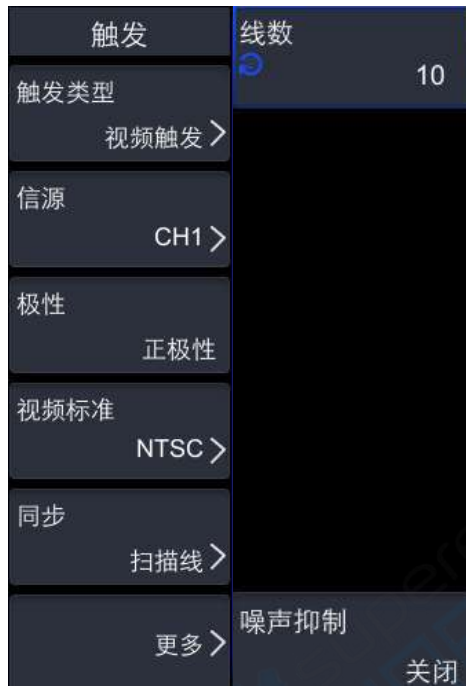 触发
触发类型
视频触发
信源
CH1
极性
正极性
视频标准
NTSC
同步
扫描线
更多
线数
10
噪声抑制
关闭